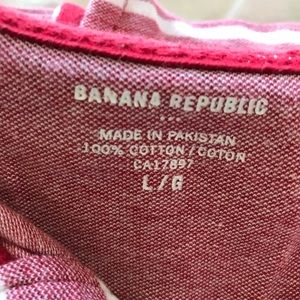 BANANA REPUBLIC
...
MADE IN PAKISTAN
100% COTTON/COTON
CA17897
L/G